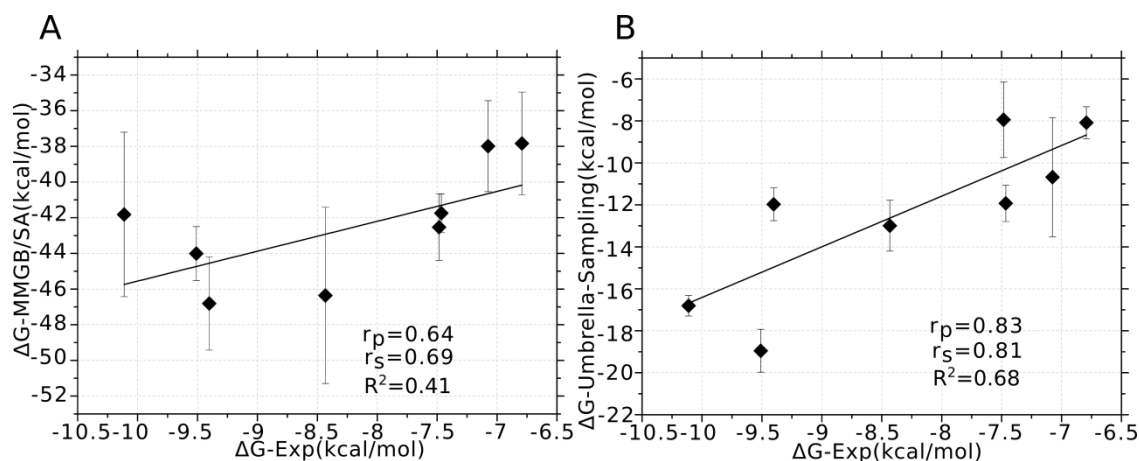 A
ΔG-MMGB/SA(kcal/mol)
-34
-36
-38
-40
-42
-44
-46
-48
-50
-52
rp=0.64
rs=0.69
R²=0.41
-10.5 -10 -9.5 -9 -8.5 -8 -7.5 -7 -6.5
ΔG-Exp(kcal/mol)
B
ΔG-Umbrella-Sampling(kcal/mol)
-6
-8
-10
-12
-14
-16
-18
-20
-22
rp=0.83
rs=0.81
R²=0.68
-10.5 -10 -9.5 -9 -8.5 -8 -7.5 -7 -6.5
ΔG-Exp(kcal/mol)